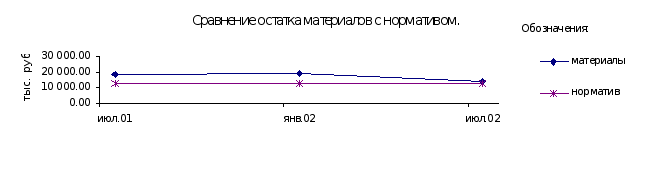 Сравнение остатка материалов с нормативом.
Обозначения:
тыс. руб
30 000.00
20 000.00
10 000.00
0.00
июл.01
янв.02
июл.02
материалы
норматив